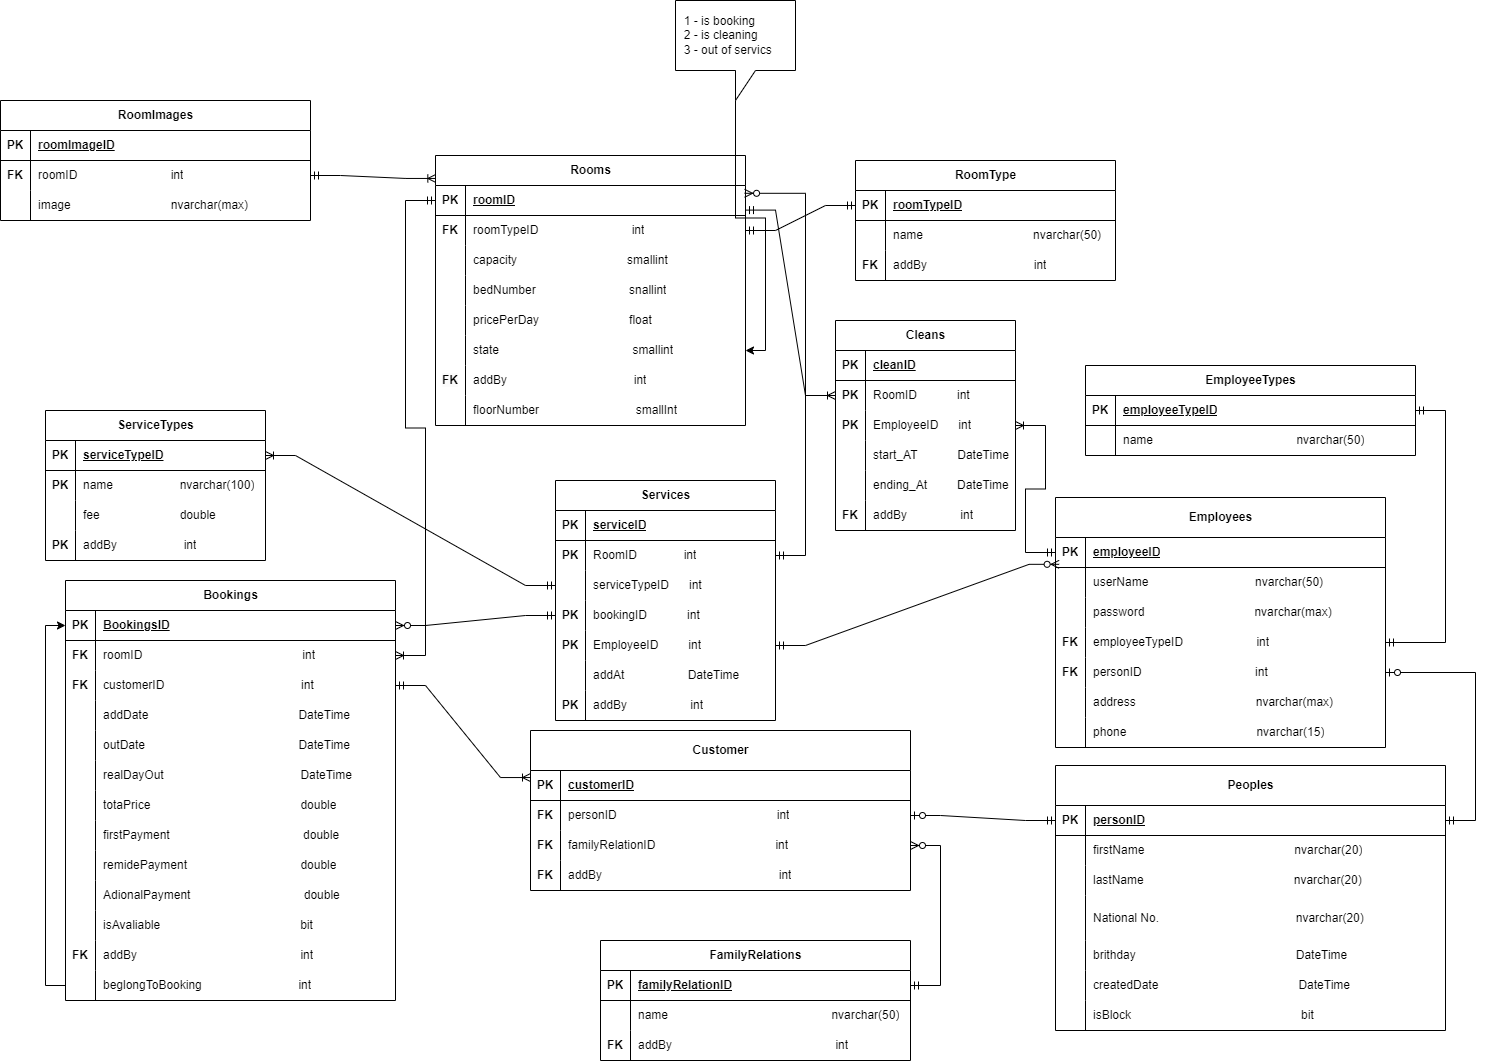 1 - is booking
2 - is cleaning
3 - out of servics
RoomImages
PK roomImageID
FK roomID int
image nvarchar(max)
Rooms
PK roomID
FK roomTypeID int
capacity smallint
bedNumber snallint
pricePerDay float
state smallint
FK addBy int
floorNumber smallInt
RoomType
PK roomTypeID
name nvarchar(50)
FK addBy int
Cleans
PK cleanID
PK RoomID int
PK EmployeeID int
start_AT DateTime
ending_At DateTime
FK addBy int
EmployeeTypes
PK employeeTypeID
name nvarchar(50)
ServiceTypes
PK serviceTypeID
PK name nvarchar(100)
fee double
PK addBy int
Services
PK serviceID
PK RoomID int
serviceTypeID int
PK bookingID int
PK EmployeeID int
addAt DateTime
PK addBy int
Employees
PK employeeID
userName nvarchar(50)
password nvarchar(max)
FK employeeTypeID int
FK personID int
address nvarchar(max)
phone nvarchar(15)
Bookings
PK BookingsID
FK roomID int
FK customerID int
addDate DateTime
outDate DateTime
realDayOut DateTime
totaPrice double
firstPayment double
remidePayment double
AdionalPayment double
isAvaliable bit
FK addBy int
beglongToBooking int
Customer
PK customerID
FK personID int
FK familyRelationID int
FK addBy int
Peoples
PK personID
firstName nvarchar(20)
lastName nvarchar(20)
National No. nvarchar(20)
brithday DateTime
createdDate DateTime
isBlock bit
FamilyRelations
PK familyRelationID
name nvarchar(50)
FK addBy int